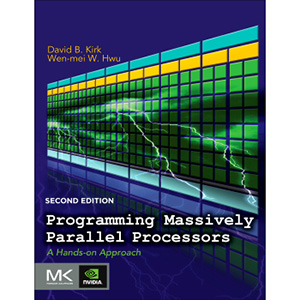 David B. Kirk
Wen-mei W. Hwu
SECOND EDITION
Programming Massively
Parallel Processors
A Hands-on Approach
MK
NVIDIA